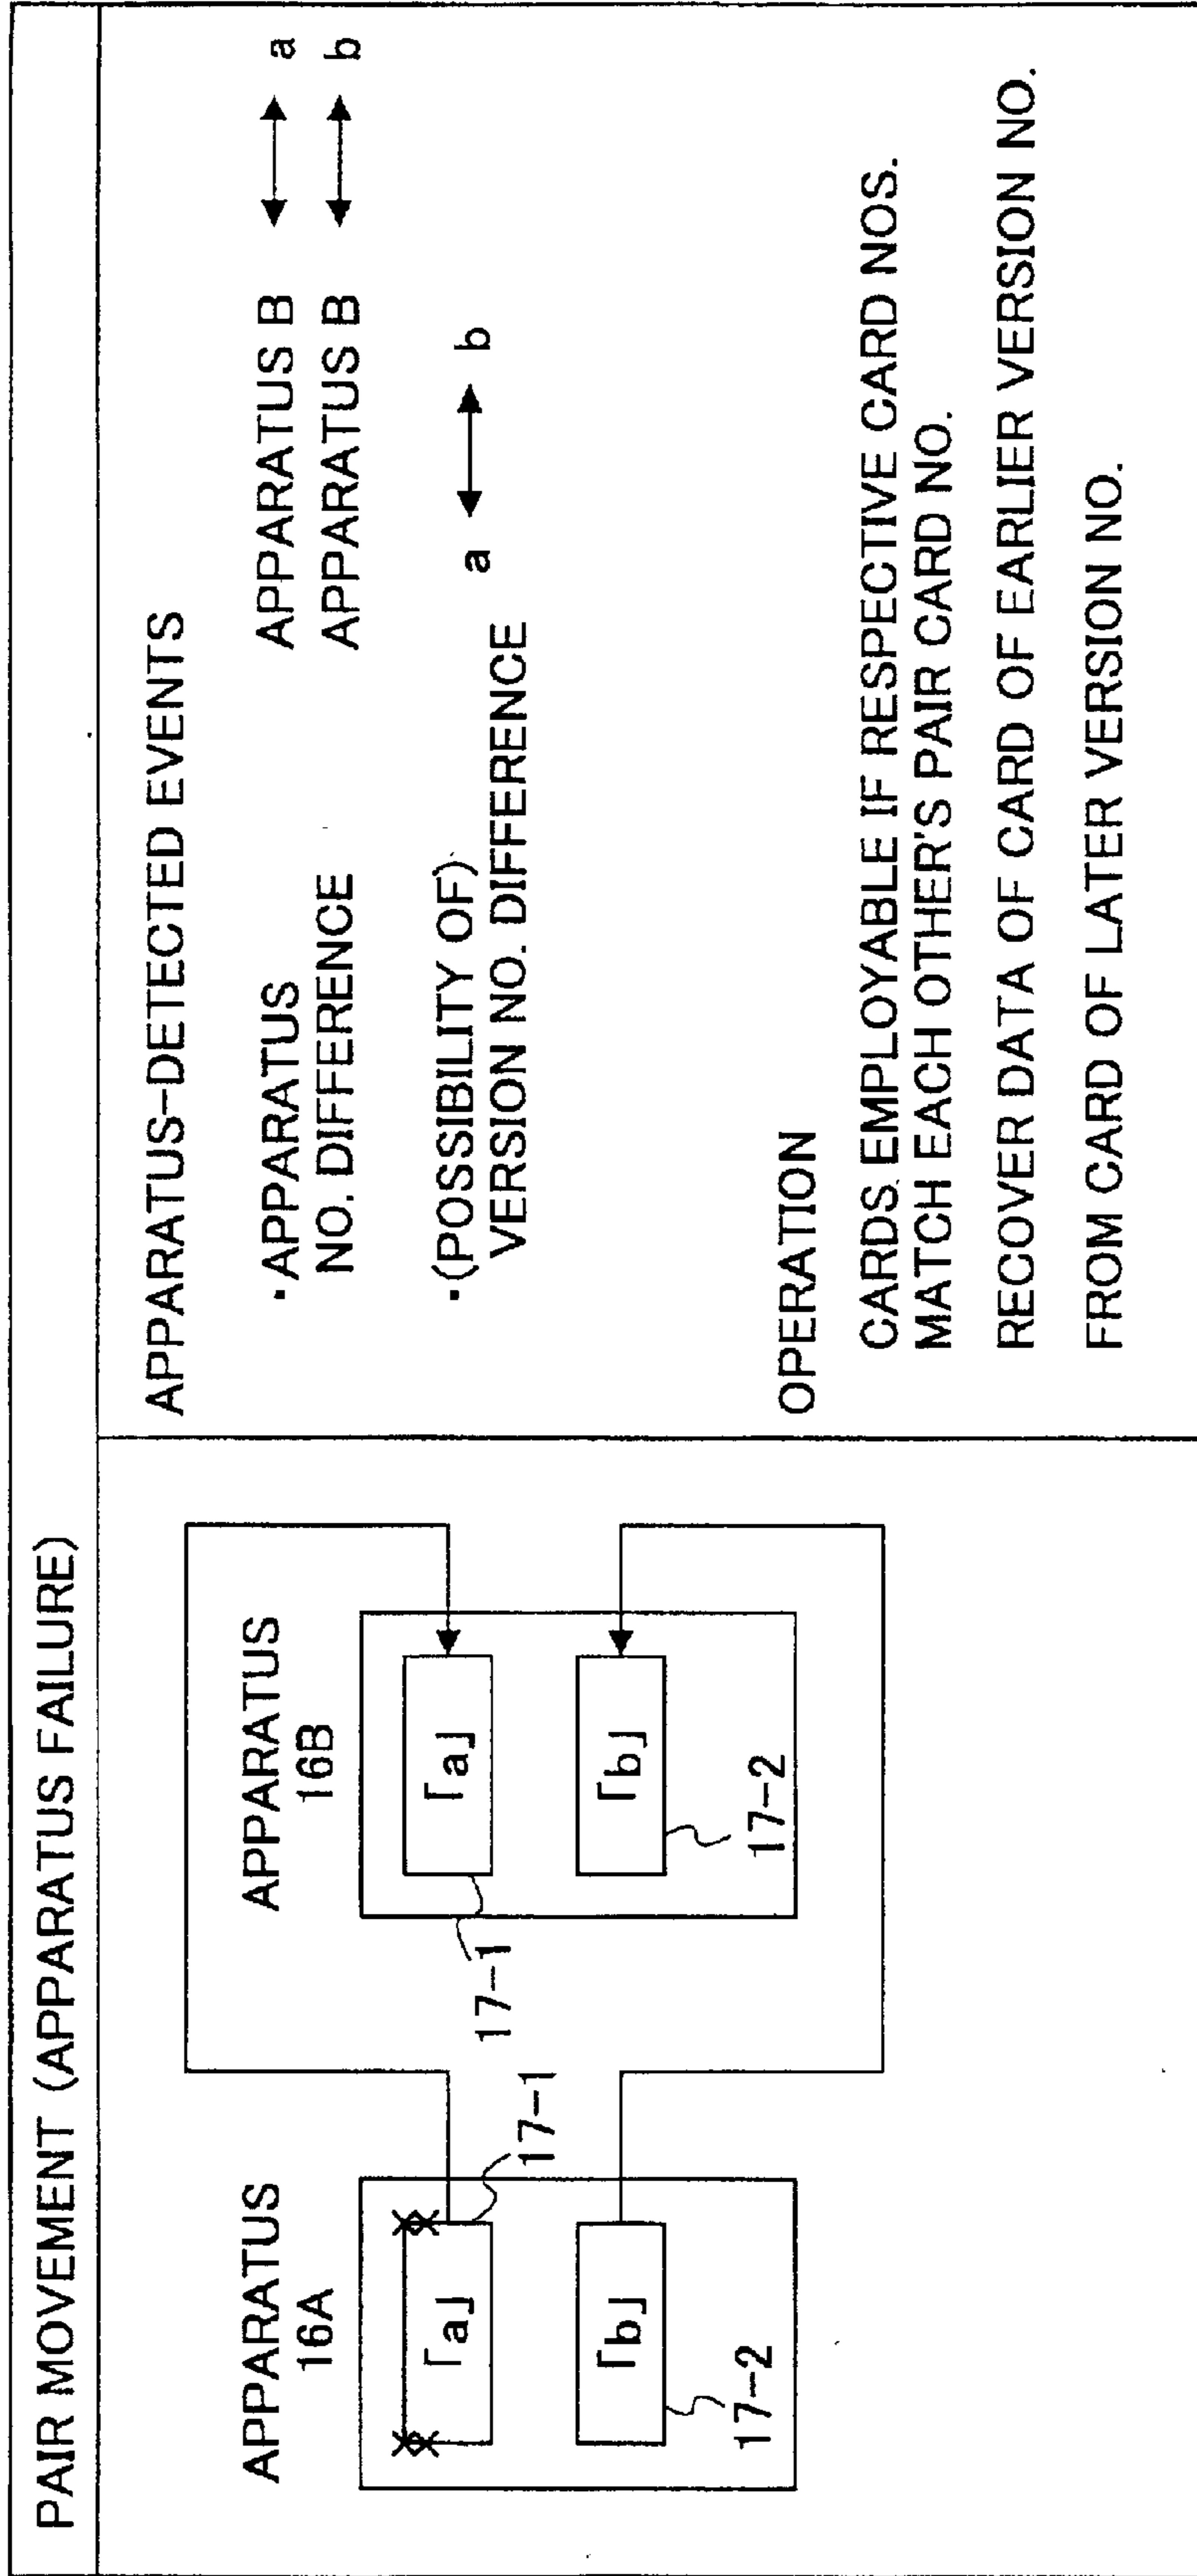 PAIR MOVEMENT (APPARATUS FAILURE)
APPARATUS
16A
「a」
17-1
「b」
17-2
APPARATUS
16B
「a」
17-1
「b」
17-2
APPARATUS-DETECTED EVENTS
・APPARATUS
NO. DIFFERENCE
APPARATUS B ↔ a
APPARATUS B ↔ b
・(POSSIBILITY OF)
VERSION NO. DIFFERENCE
a ↔ b
OPERATION
CARDS EMPLOYABLE IF RESPECTIVE CARD NOS.
MATCH EACH OTHER'S PAIR CARD NO.
RECOVER DATA OF CARD OF EARLIER VERSION NO.
FROM CARD OF LATER VERSION NO.